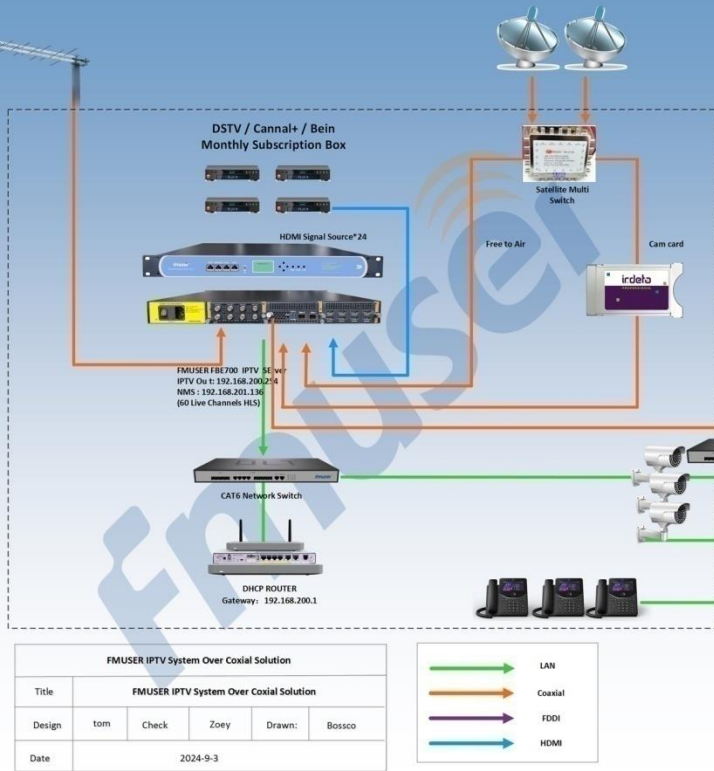 DSTV / Cannal+ / Bein
Monthly Subscription Box
Satellite Multi
Switch
HDMI Signal Source*24
Free to Air
Cam card
irdeto
FMUSER FBE700 IPTV SErver
IPTV Ou t: 192.168.200.254
NMS : 192.168.201.136
(60 Live Channels HLS)
CAT6 Network Switch
DHCP ROUTER
Gateway: 192.168.200.1
fmuser
FMUSER IPTV System Over Coxial Solution
Title FMUSER IPTV System Over Coxial Solution
Design tom Check Zoey Drawn: Bossco
Date 2024-9-3
LAN
Coaxial
FDDI
HDMI